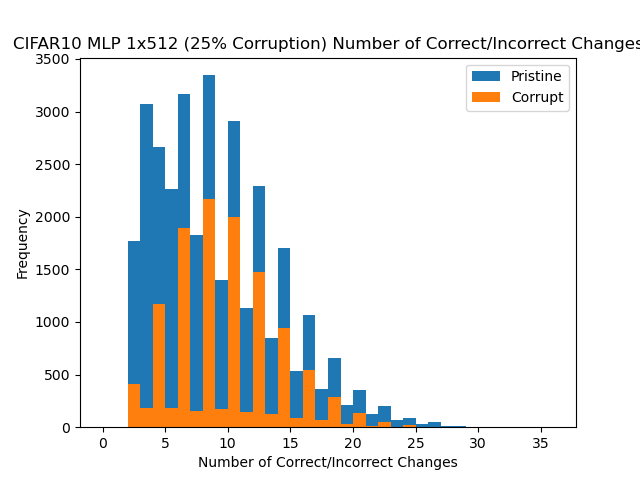 CIFAR10 MLP 1x512 (25% Corruption) Number of Correct/Incorrect Changes
Pristine
Corrupt
3500
3000
2500
2000
1500
1000
500
0
Frequency
0 5 10 15 20 25 30 35
Number of Correct/Incorrect Changes